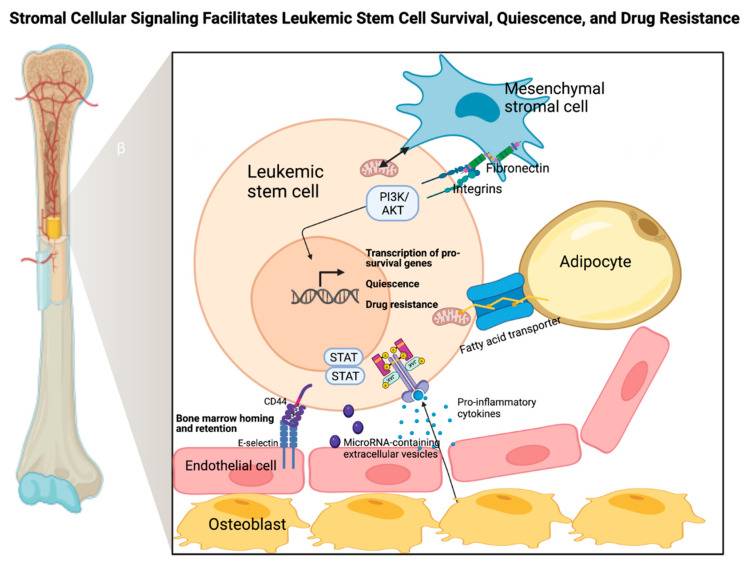 Stromal Cellular Signaling Facilitates Leukemic Stem Cell Survival, Quiescence, and Drug Resistance
β
Mesenchymal
stromal cell
Leukemic
stem cell
Fibronectin
Integrins
PI3K/
AKT
Transcription of pro-
survival genes
Quiescence
Drug resistance
Adipocyte
Fatty acid transporter
STAT
STAT
CD44
Bone marrow homing
and retention
E-selectin
Pro-inflammatory
cytokines
MicroRNA-containing
extracellular vesicles
Endothelial cell
Osteoblast